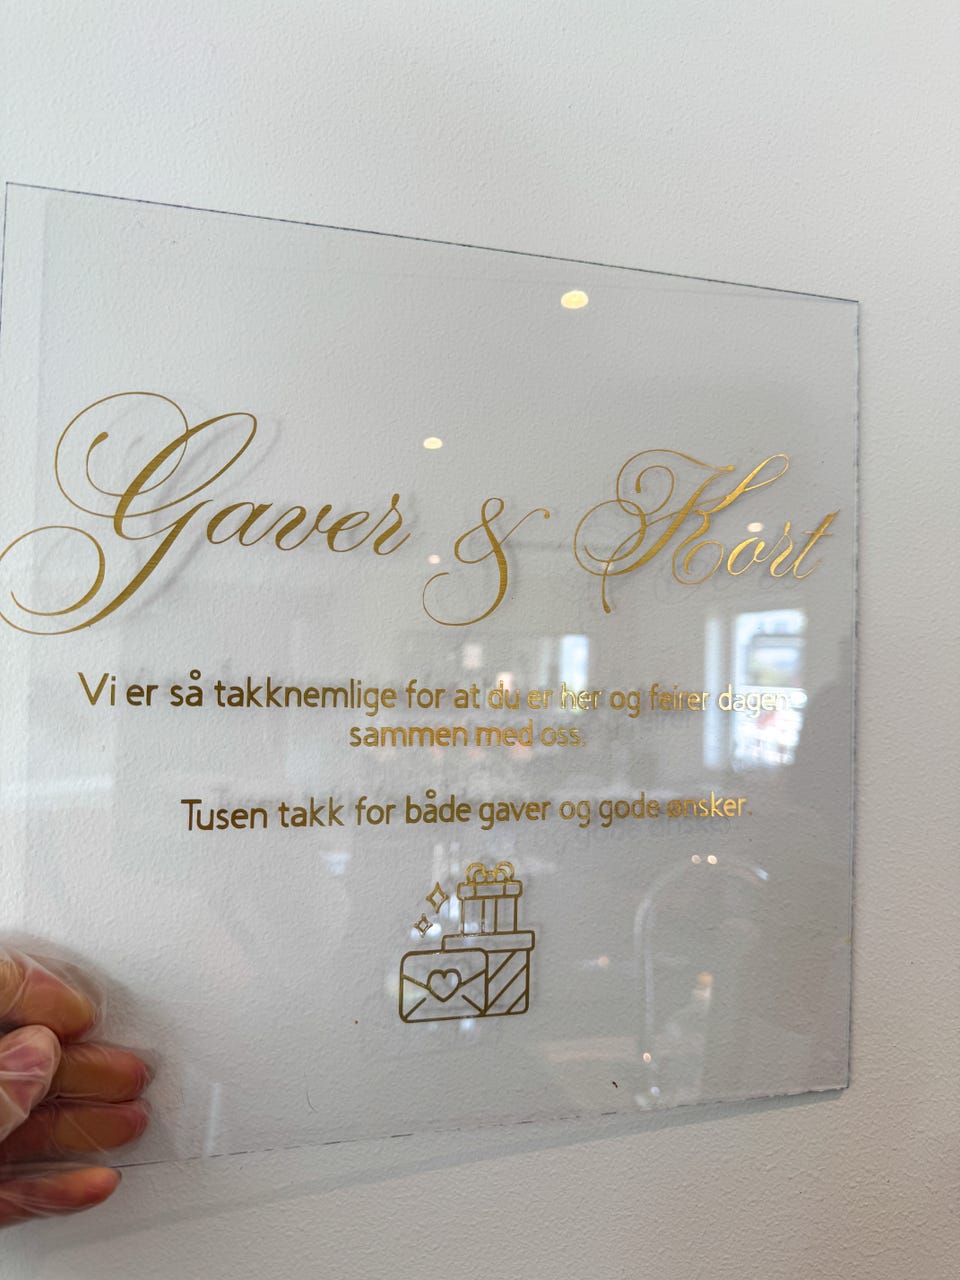 Gaver & Kort
Vi er så takknemlige for at du er her og feirer dagen
sammen med oss.
Tusen takk for både gaver og gode ønsker.